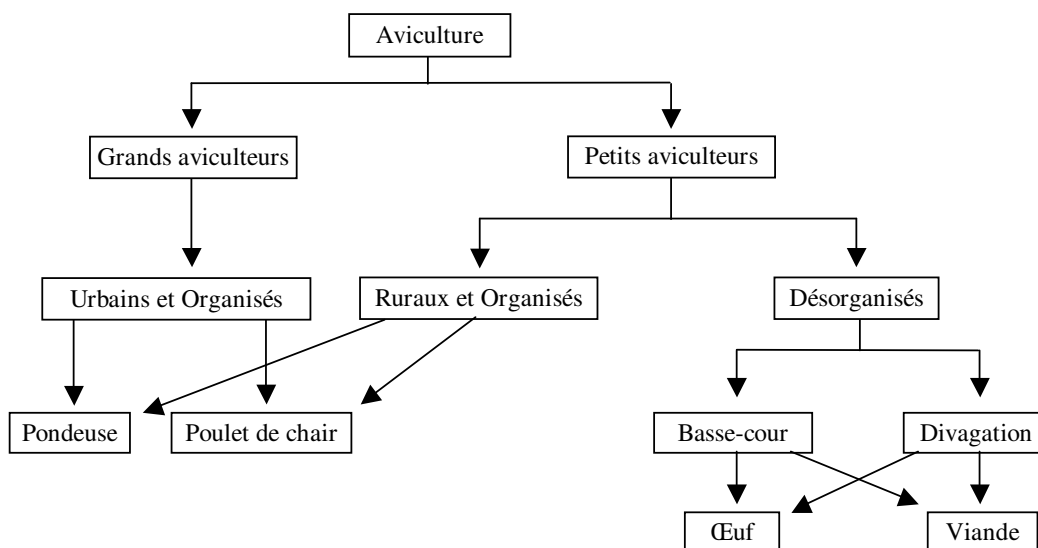 Aviculture
Grands aviculteurs
Petits aviculteurs
Urbains et Organisés
Ruraux et Organisés
Désorganisés
Pondeuse
Poulet de chair
Basse-cour
Divagation
Œuf
Viande